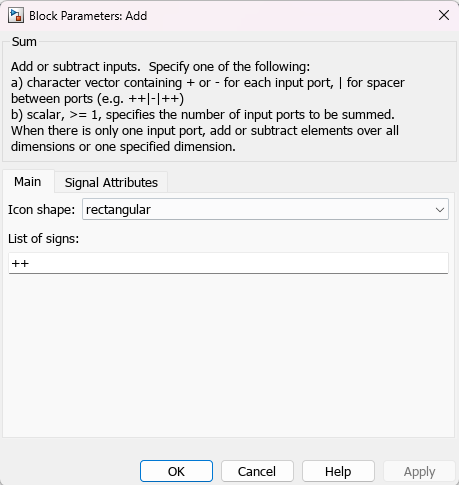 Block Parameters: Add
Sum
Add or subtract inputs.  Specify one of the following:
a) character vector containing + or - for each input port, | for spacer
between ports (e.g. ++|-|++)
b) scalar, >= 1, specifies the number of input ports to be summed.
When there is only one input port, add or subtract elements over all
dimensions or one specified dimension.
Main Signal Attributes
Icon shape: rectangular
List of signs:
++
OK Cancel Help Apply